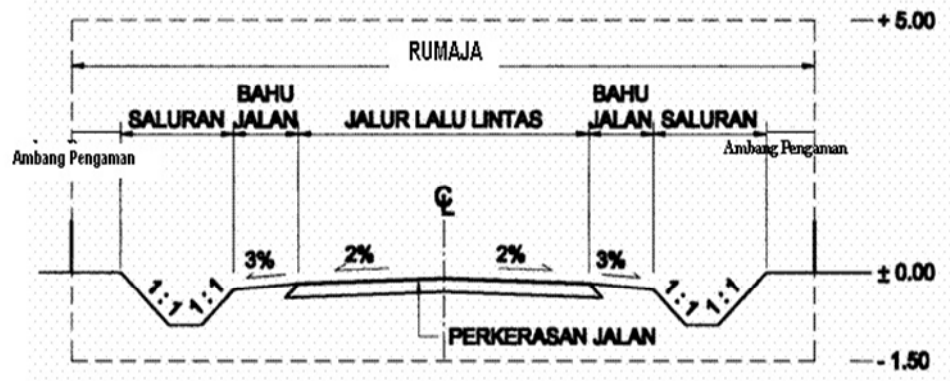 + 5.00
RUMAJA
BAHU
JALAN
BAHU
JALAN
SALURAN
JALUR LALU LINTAS
SALURAN
Ambang Pengaman
Ambang Pengaman
CL
3%
2%
2%
3%
± 0.00
1:1
1:1
1:1
1:1
PERKERASAN JALAN
- 1.50